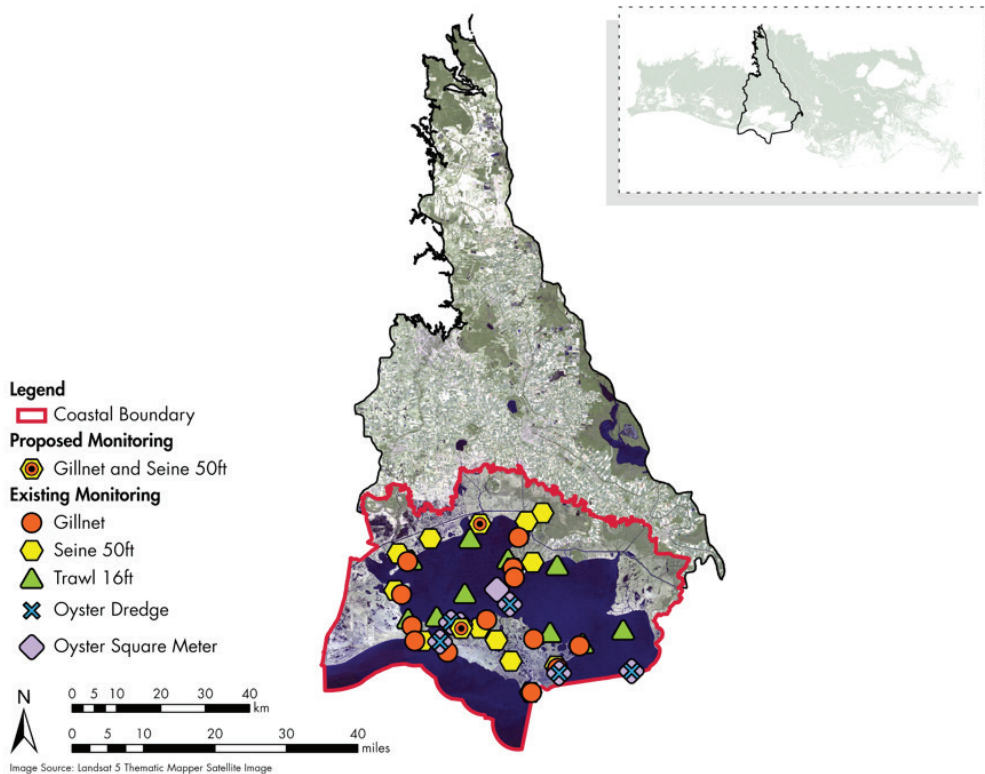 Legend
Coastal Boundary
Proposed Monitoring
Gillnet and Seine 50ft
Existing Monitoring
Gillnet
Seine 50ft
Trawl 16ft
Oyster Dredge
Oyster Square Meter
N
0 5 10 20 30 40
km
0 5 10 20 30 40
miles
Image Source: Landsat 5 Thematic Mapper Satellite Image